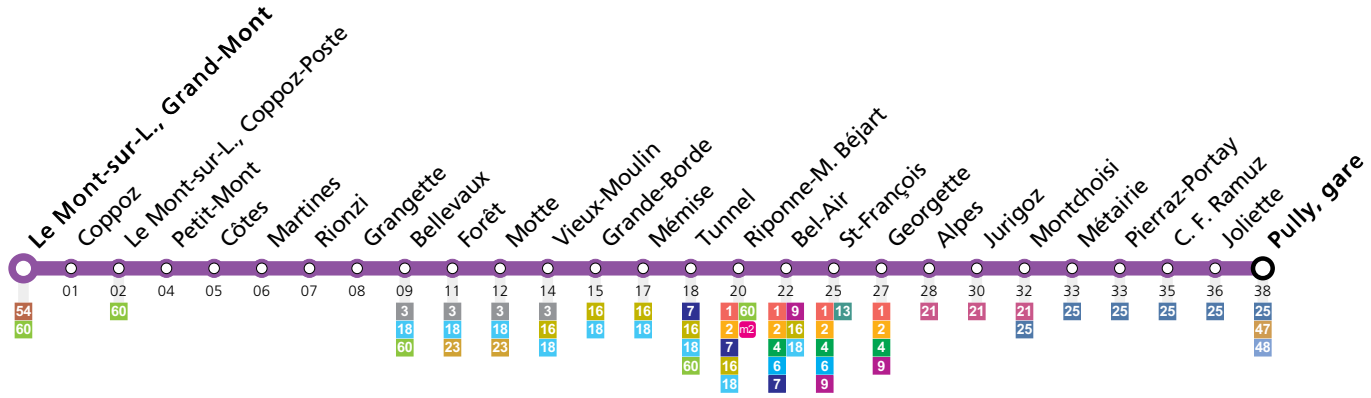 Le Mont-sur-L., Grand-Mont
Coppoz
Le Mont-sur-L., Coppoz-Poste
Petit-Mont
Côtes
Martines
Rionzi
Grangette
Bellevaux
Forêt
Motte
Vieux-Moulin
Grande-Borde
Mémise
Tunnel
Riponne-M. Béjart
Bel-Air
St-François
Georgette
Alpes
Jurigoz
Montchoisi
Métairie
Pierraz-Portay
C. F. Ramuz
Joliette
Pully, gare
01 02 04 05 06 07 08 09 11 12 14 15 17 18 20 22 25 27 28 30 32 33 33 35 36 38
54 60 3 3 3 3 16 16 7 1 60 1 9 1 13 1 21 21 21 25 25 25 25 25
60 18 18 18 16 18 18 16 2 m2 2 16 2 2 25 47
60 23 23 18 18 7 4 18 4 4 48
60 16 6 6 9
18 7 9